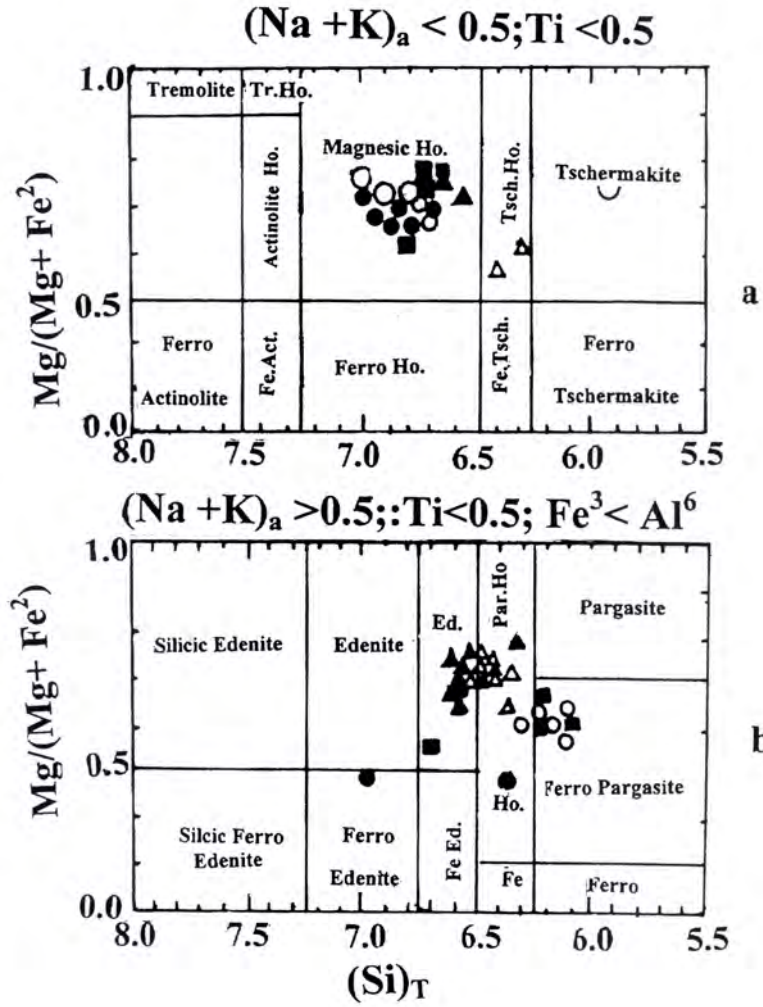 (Na +K)a < 0.5;Ti <0.5
1.0
Tremolite
Tr.Ho.
Magnesic Ho.
Actinolite Ho.
Tsch.Ho.
Tschermakite
Mg/(Mg+ Fe2)
0.5
a
Ferro
Actinolite
Fe.Act.
Ferro Ho.
Fe,Tsch.
Ferro
Tschermakite
0.0
8.0 7.5 7.0 6.5 6.0 5.5
(Na +K)a >0.5;:Ti<0.5; Fe3< Al6
1.0
Silicic Edenite
Edenite
Ed.
Par.Ho
Pargasite
Mg/(Mg+ Fe2)
0.5
b
Silcic Ferro
Edenite
Ferro
Edenite
Fe Ed.
Ho.
Fe
Ferro Pargasite
Ferro
0.0
8.0 7.5 7.0 6.5 6.0 5.5
(Si)T